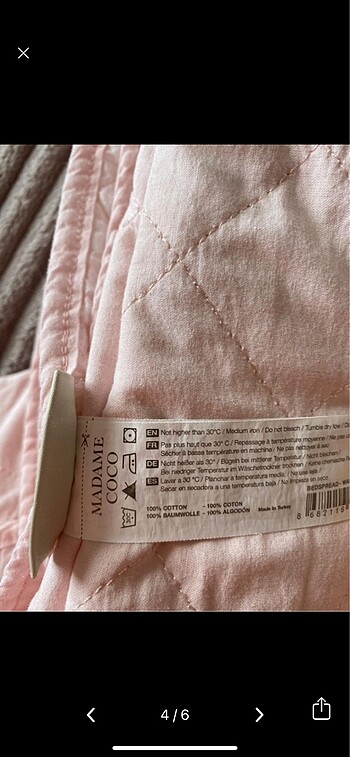 MADAME
COCO
EN Not higher than 30°C / Medium iron / Do not bleach / Tumble dry low /
FR Pas plus haut que 30° C / Repassage à température moyenne / Ne pas
Sécher à basse température en machine / Ne pas nettoyer à sec
DE Nicht heißer als 30° / Bügeln bei mittlerer Temperatur / Nicht bleichen/
Bei niedriger Temperatur im Wäschetrockner trocknen /
ES Lavar a 30 °C / Planchar a temperatura media / No usa lejía /
Secar en secadora a una temperatura baja / No limpieza en seco
100% COTTON - 100% COTON
100% BAUMWOLLE - 100% ALGODÓN
Made in Turkey
BEDSPREAD-
8 682116
4 / 6